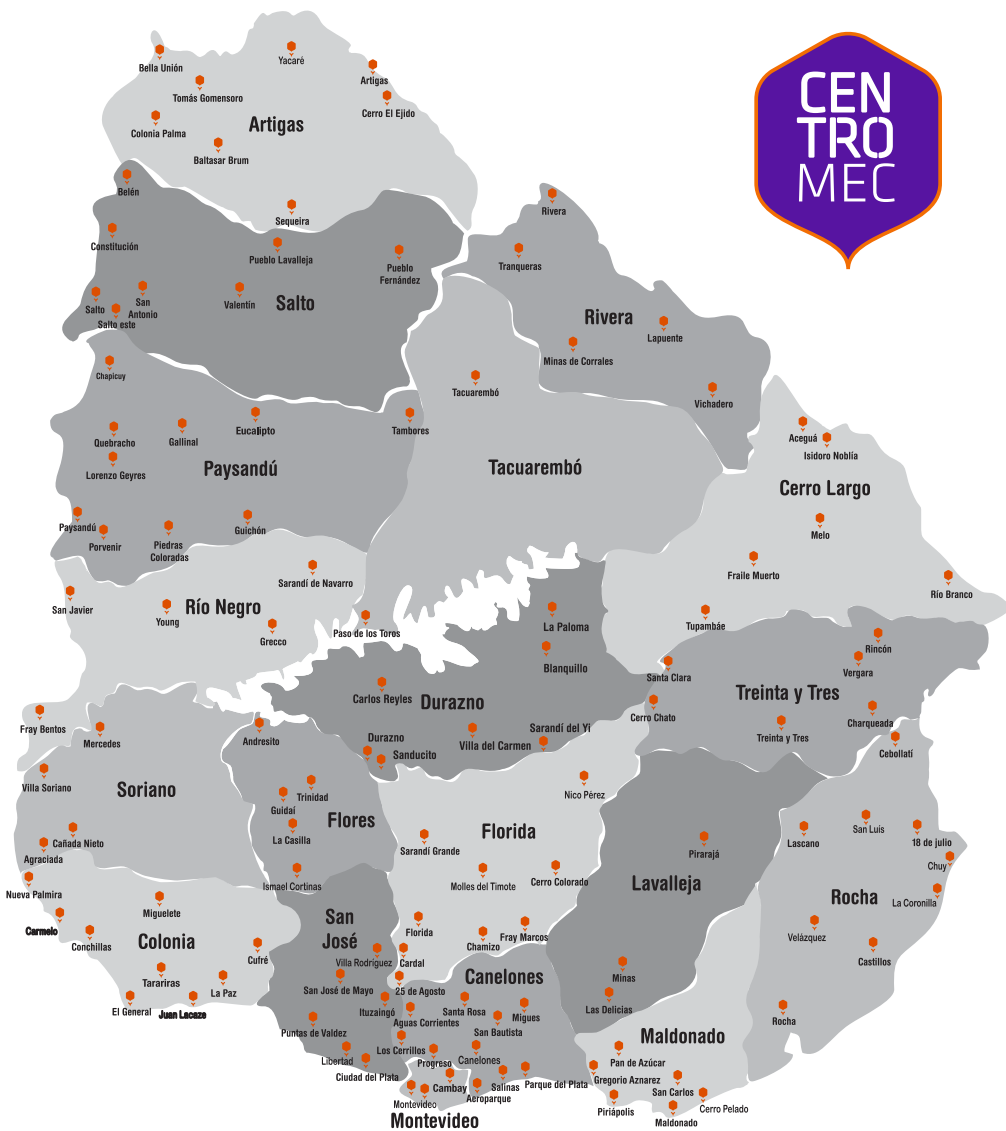 CEN
TRO
MEC
Bella Unión
Yacaré
Artigas
Tomás Gomensoro
Cerro El Ejido
Colonia Palma
Artigas
Baltasar Brum
Belén
Sequeira
Rivera
Constitución
Pueblo Lavalleja
Pueblo
Fernández
Tranqueras
Salto
San
Antonio
Valentín
Salto
Salto este
Rivera
Lapuente
Minas de Corrales
Chapicuy
Tacuarembó
Vichadero
Quebracho
Gallinal
Eucalipto
Tambores
Aceguá
Isidoro Noblía
Lorenzo Geyres
Paysandú
Tacuarembó
Cerro Largo
Paysandú
Porvenir
Piedras
Coloradas
Guichón
Melo
Fraile Muerto
Sarandí de Navarro
Río Branco
San Javier
Young
Río Negro
Grecco
Paso de los Toros
La Paloma
Tupambáe
Rincón
Blanquillo
Santa Clara
Vergara
Carlos Reyles
Durazno
Treinta y Tres
Cerro Chato
Charqueada
Fray Bentos
Mercedes
Andresito
Durazno
Sanducito
Villa del Carmen
Sarandí del Yi
Treinta y Tres
Cebollatí
Villa Soriano
Soriano
Trinidad
Guidaí
Nico Pérez
Flores
La Casilla
Florida
Sarandí Grande
Pirarajá
Lascano
San Luis
18 de julio
Cañada Nieto
Agraciada
Chuy
Nueva Palmira
Ismael Cortinas
Molles del Timote
Cerro Colorado
Lavalleja
Rocha
La Coronilla
Miguelete
Carmelo
Conchillas
Colonia
San
José
Florida
Chamizo
Fray Marcos
Velázquez
Cufré
Villa Rodríguez
Cardal
Castillos
Tarariras
La Paz
San José de Mayo
25 de Agosto
Canelones
Minas
El General
Juan Lacaze
Ituzaingó
Aguas Corrientes
Santa Rosa
Migues
Las Delicias
Rocha
Puntas de Valdez
San Bautista
Maldonado
Libertad
Los Cerrillos
Progreso
Canelones
Pan de Azúcar
Ciudad del Plata
Cambay
Salinas
Parque del Plata
Gregorio Aznarez
San Carlos
Montevideo
Aeroparque
Piriápolis
Maldonado
Cerro Pelado
Montevideo